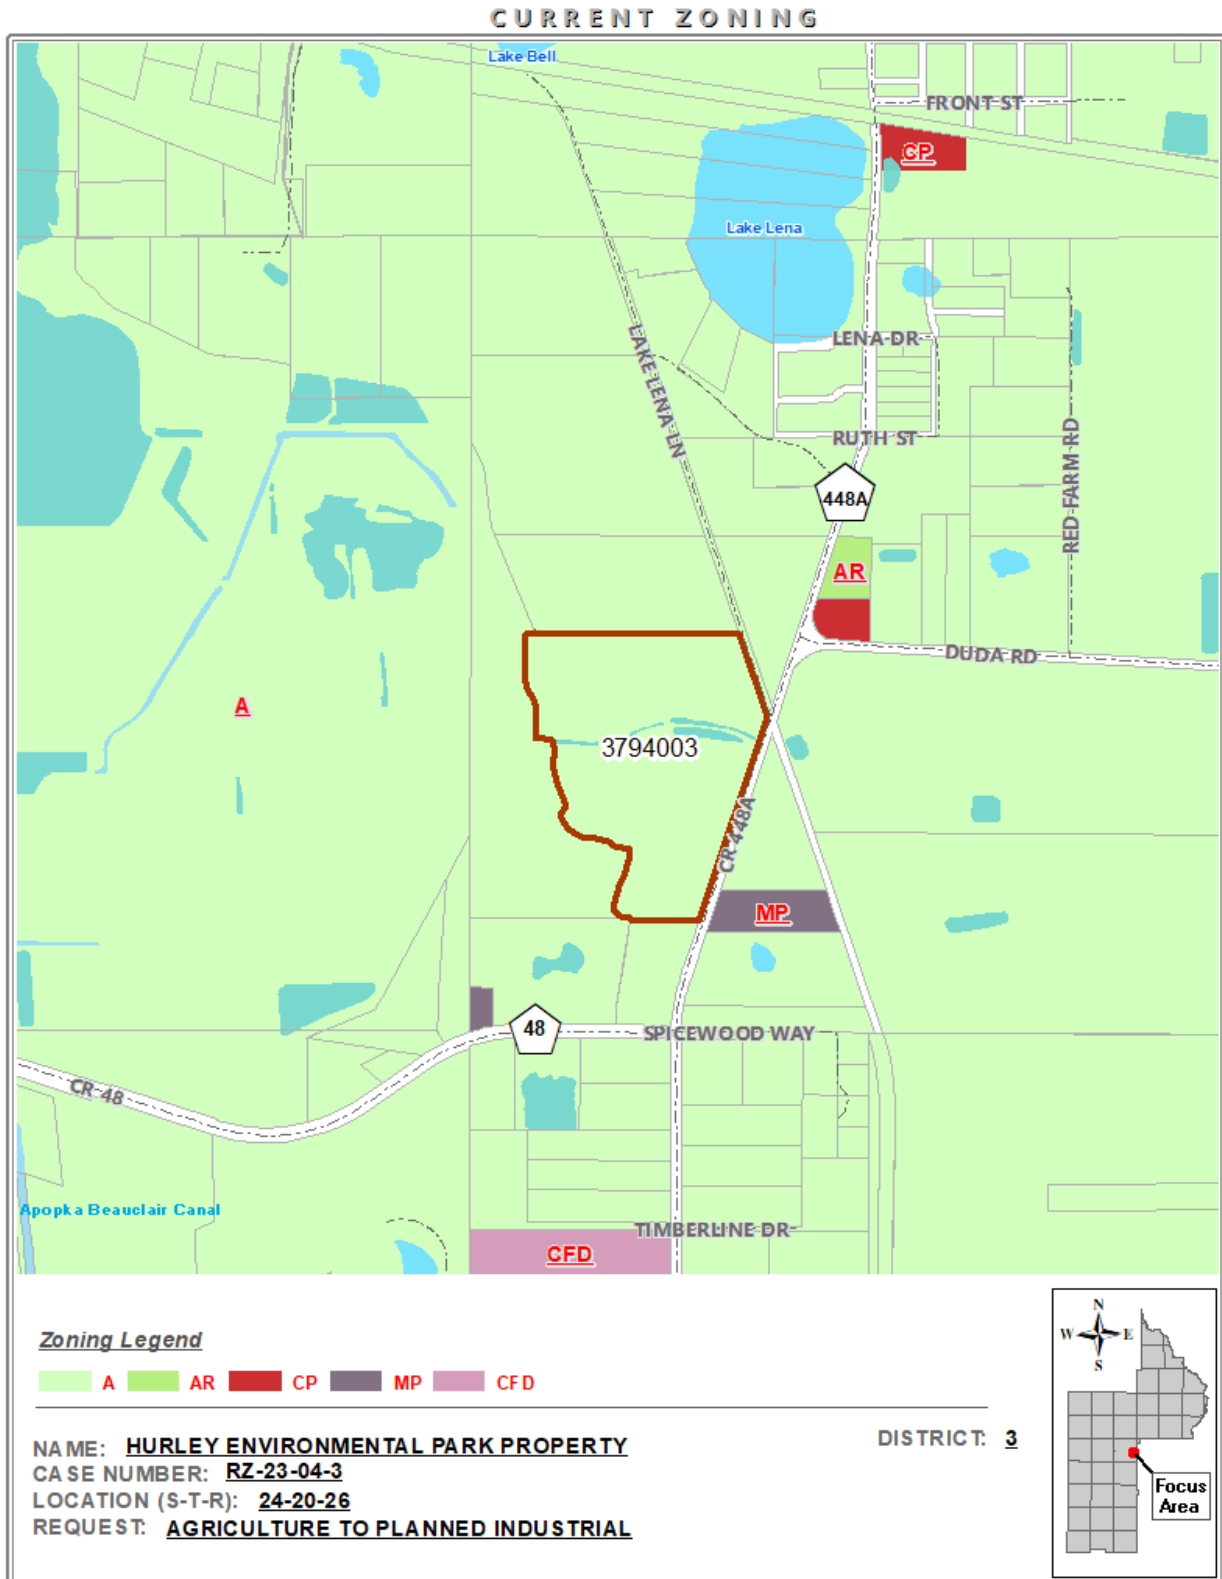 CURRENT ZONING
Lake Bell
FRONT ST
CP
Lake Lena
LAKE LENA LN
LENA DR
RUTH ST
RED FARM RD
448A
AR
DUDA RD
A
3794003
CR 448A
MP
48
SPICEWOOD WAY
CR 48
Apopka Beauclair Canal
TIMBERLINE DR
CFD
Zoning Legend
A AR CP MP CFD
NAME: HURLEY ENVIRONMENTAL PARK PROPERTY
CASE NUMBER: RZ-23-04-3
LOCATION (S-T-R): 24-20-26
REQUEST: AGRICULTURE TO PLANNED INDUSTRIAL
DISTRICT: 3
N
W E
S
Focus
Area